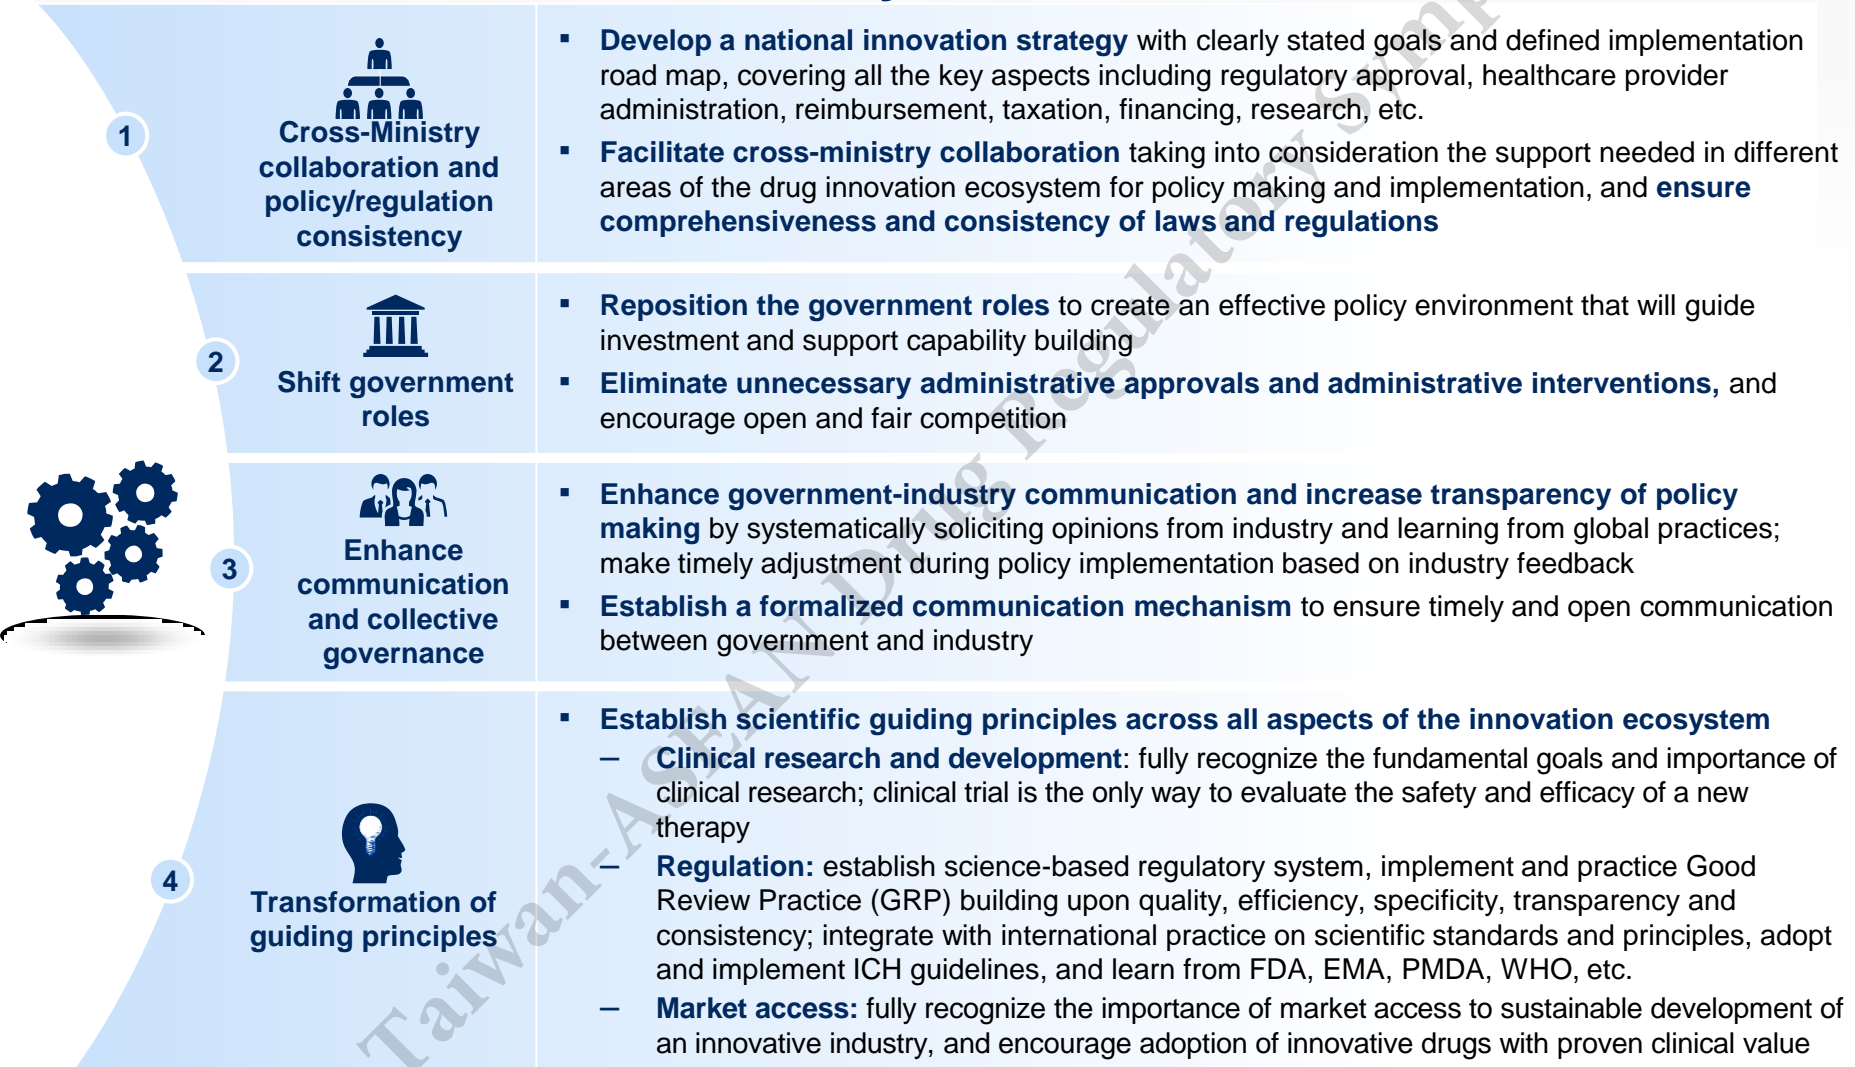 1
Cross-Ministry
collaboration and
policy/regulation
consistency
▪ Develop a national innovation strategy with clearly stated goals and defined implementation
road map, covering all the key aspects including regulatory approval, healthcare provider
administration, reimbursement, taxation, financing, research, etc.
▪ Facilitate cross-ministry collaboration taking into consideration the support needed in different
areas of the drug innovation ecosystem for policy making and implementation, and ensure
comprehensiveness and consistency of laws and regulations
2
Shift government
roles
▪ Reposition the government roles to create an effective policy environment that will guide
investment and support capability building
▪ Eliminate unnecessary administrative approvals and administrative interventions, and
encourage open and fair competition
3
Enhance
communication
and collective
governance
▪ Enhance government-industry communication and increase transparency of policy
making by systematically soliciting opinions from industry and learning from global practices;
make timely adjustment during policy implementation based on industry feedback
▪ Establish a formalized communication mechanism to ensure timely and open communication
between government and industry
4
Transformation of
guiding principles
▪ Establish scientific guiding principles across all aspects of the innovation ecosystem
– Clinical research and development: fully recognize the fundamental goals and importance of
clinical research; clinical trial is the only way to evaluate the safety and efficacy of a new
therapy
– Regulation: establish science-based regulatory system, implement and practice Good
Review Practice (GRP) building upon quality, efficiency, specificity, transparency and
consistency; integrate with international practice on scientific standards and principles, adopt
and implement ICH guidelines, and learn from FDA, EMA, PMDA, WHO, etc.
– Market access: fully recognize the importance of market access to sustainable development of
an innovative industry, and encourage adoption of innovative drugs with proven clinical value
Taiwan-ASEAN Drug Regulatory